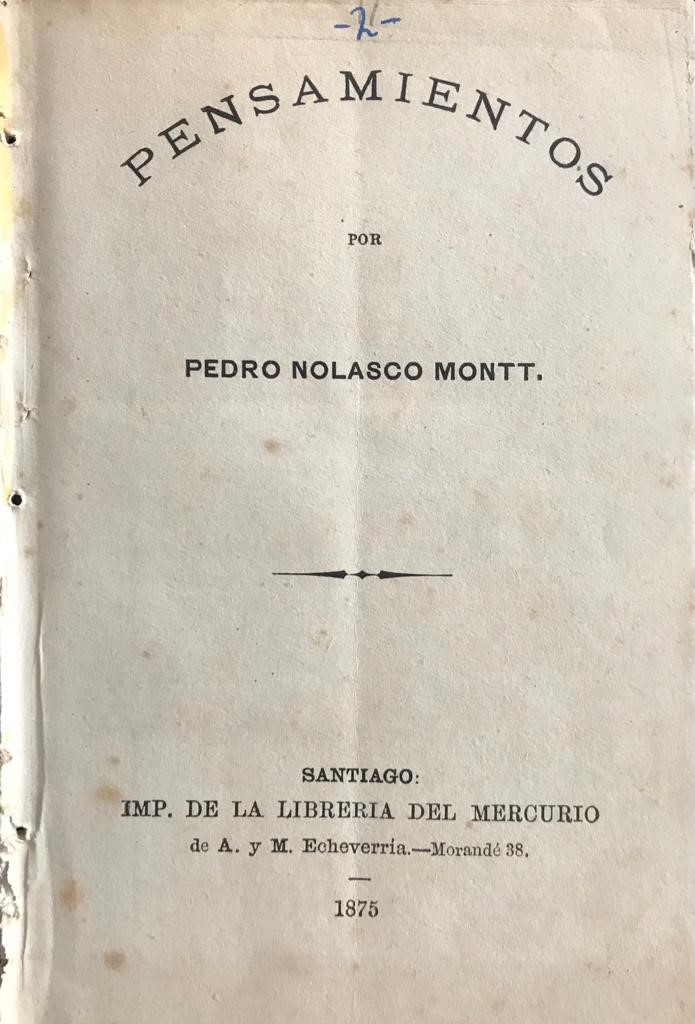 -2-
PENSAMIENTOS
POR
PEDRO NOLASCO MONTT.
SANTIAGO:
IMP. DE LA LIBRERIA DEL MERCURIO
de A. y M. Echeverría.—Morandé 38.
1875